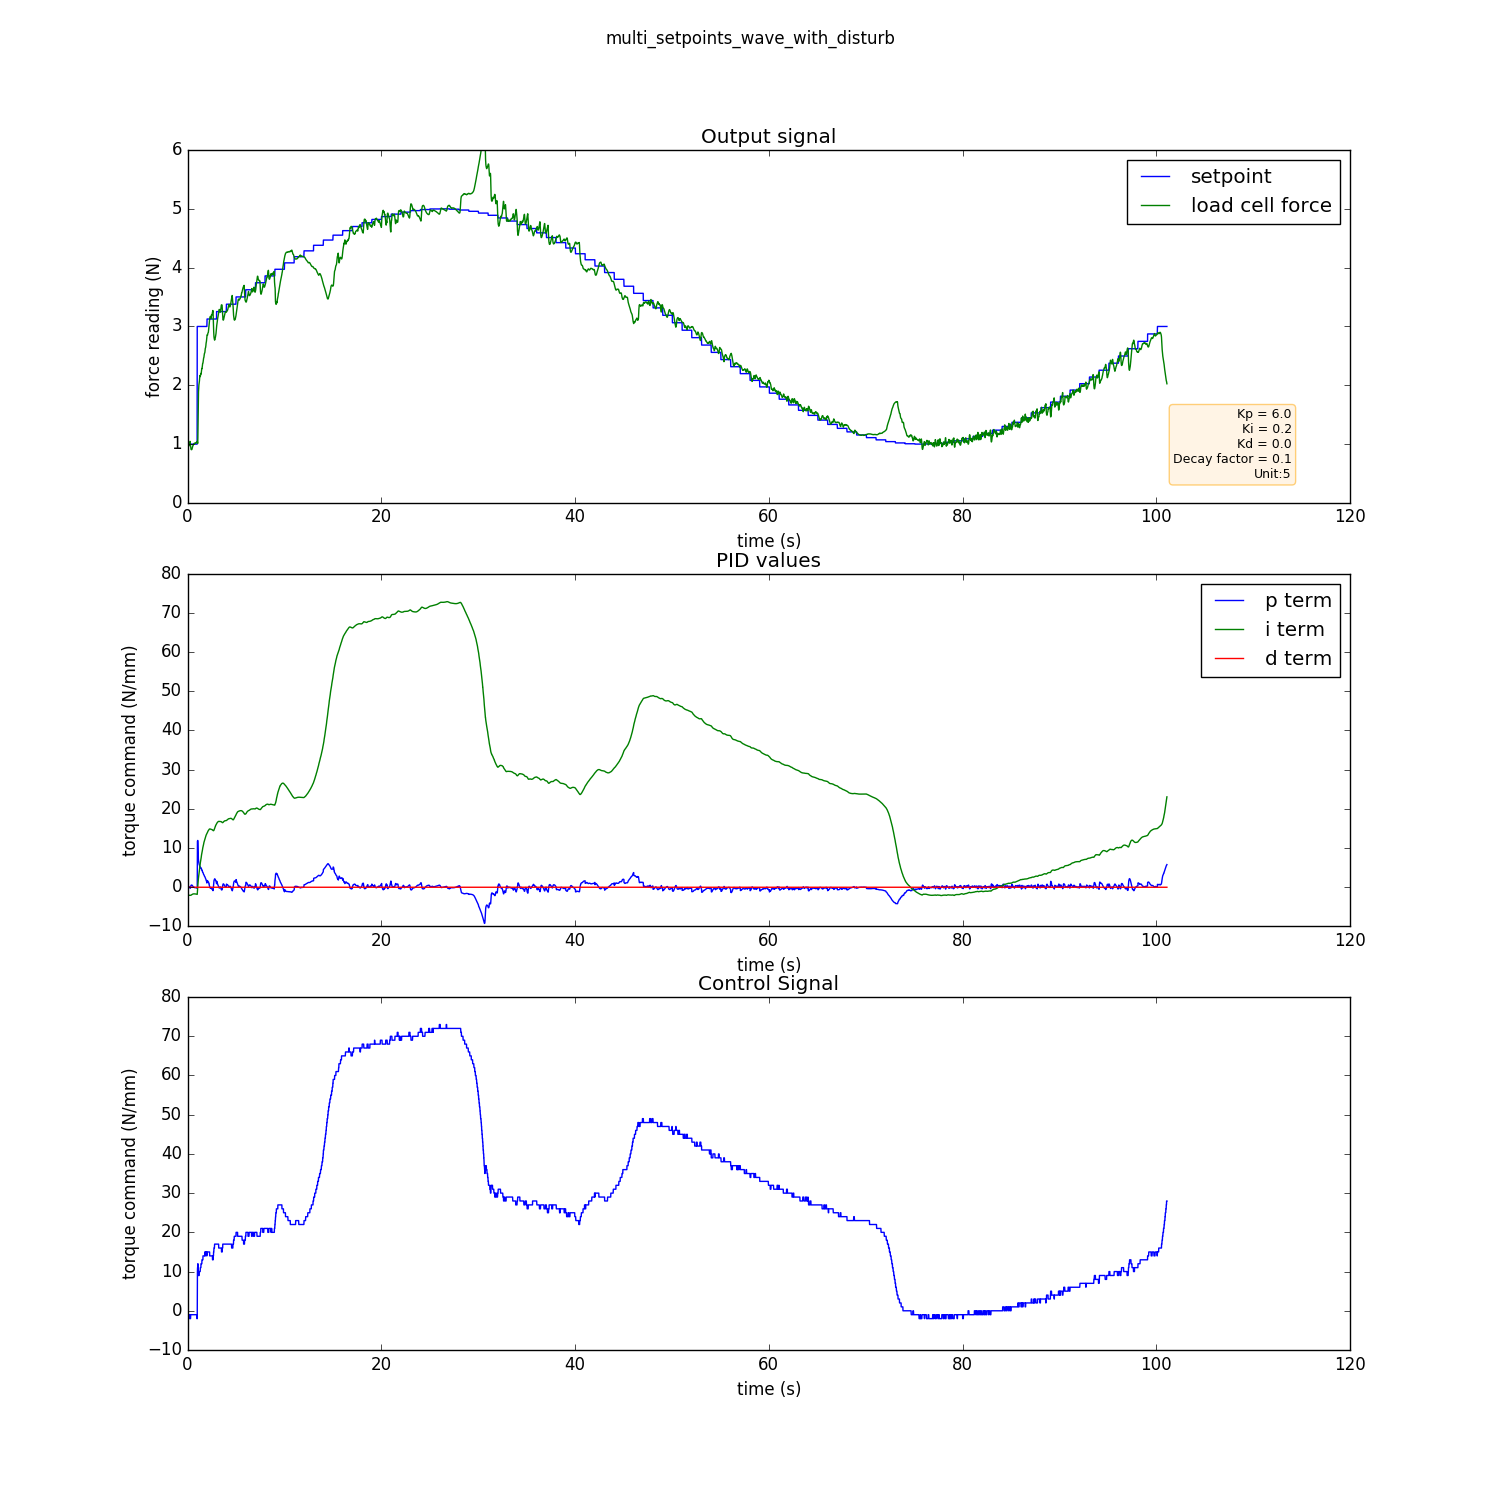 multi_setpoints_wave_with_disturb
Output signal
6
5
4
3
2
1
0
force reading (N)
setpoint
load cell force
Kp = 6.0
Ki = 0.2
Kd = 0.0
Decay factor = 0.1
Unit:5
0 20 40 60 80 100 120
time (s)
PID values
80
70
60
50
40
30
20
10
0
−10
torque command (N/mm)
p term
i term
d term
0 20 40 60 80 100 120
time (s)
Control Signal
80
70
60
50
40
30
20
10
0
−10
torque command (N/mm)
0 20 40 60 80 100 120
time (s)